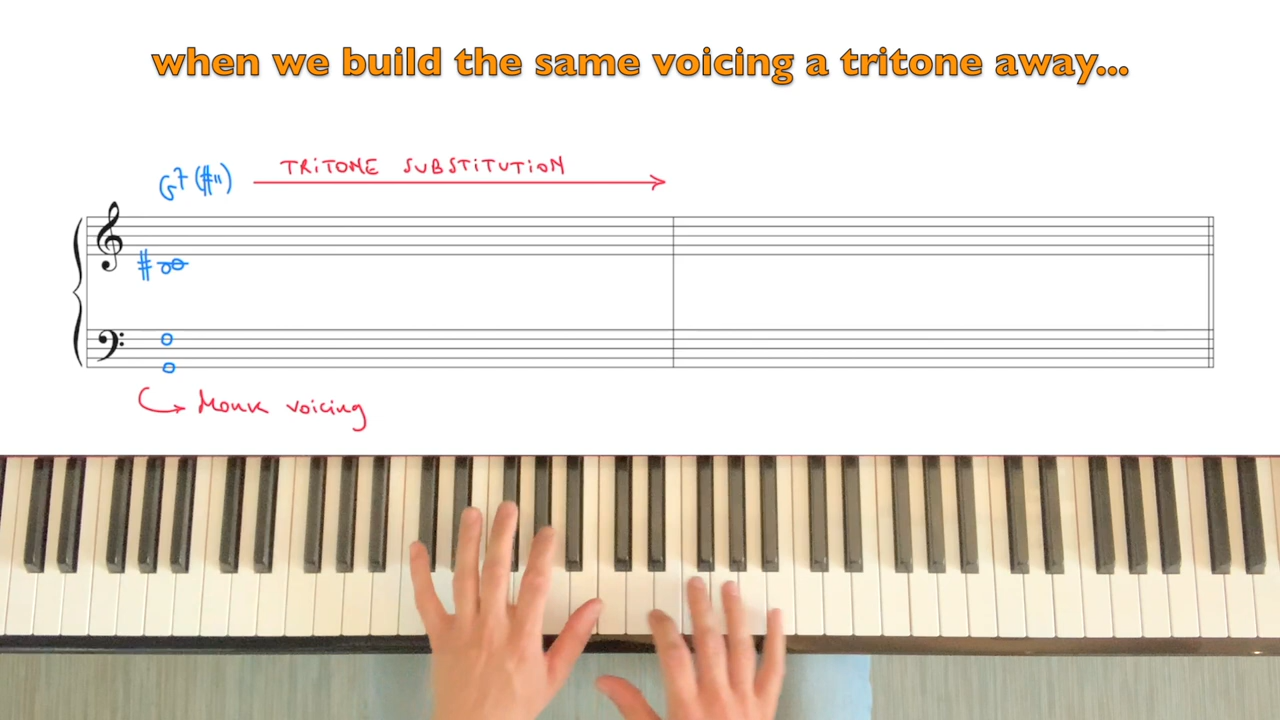 when we build the same voicing a tritone away...
G7(#11) TRITONE SUBSTITUTION
Monk voicing